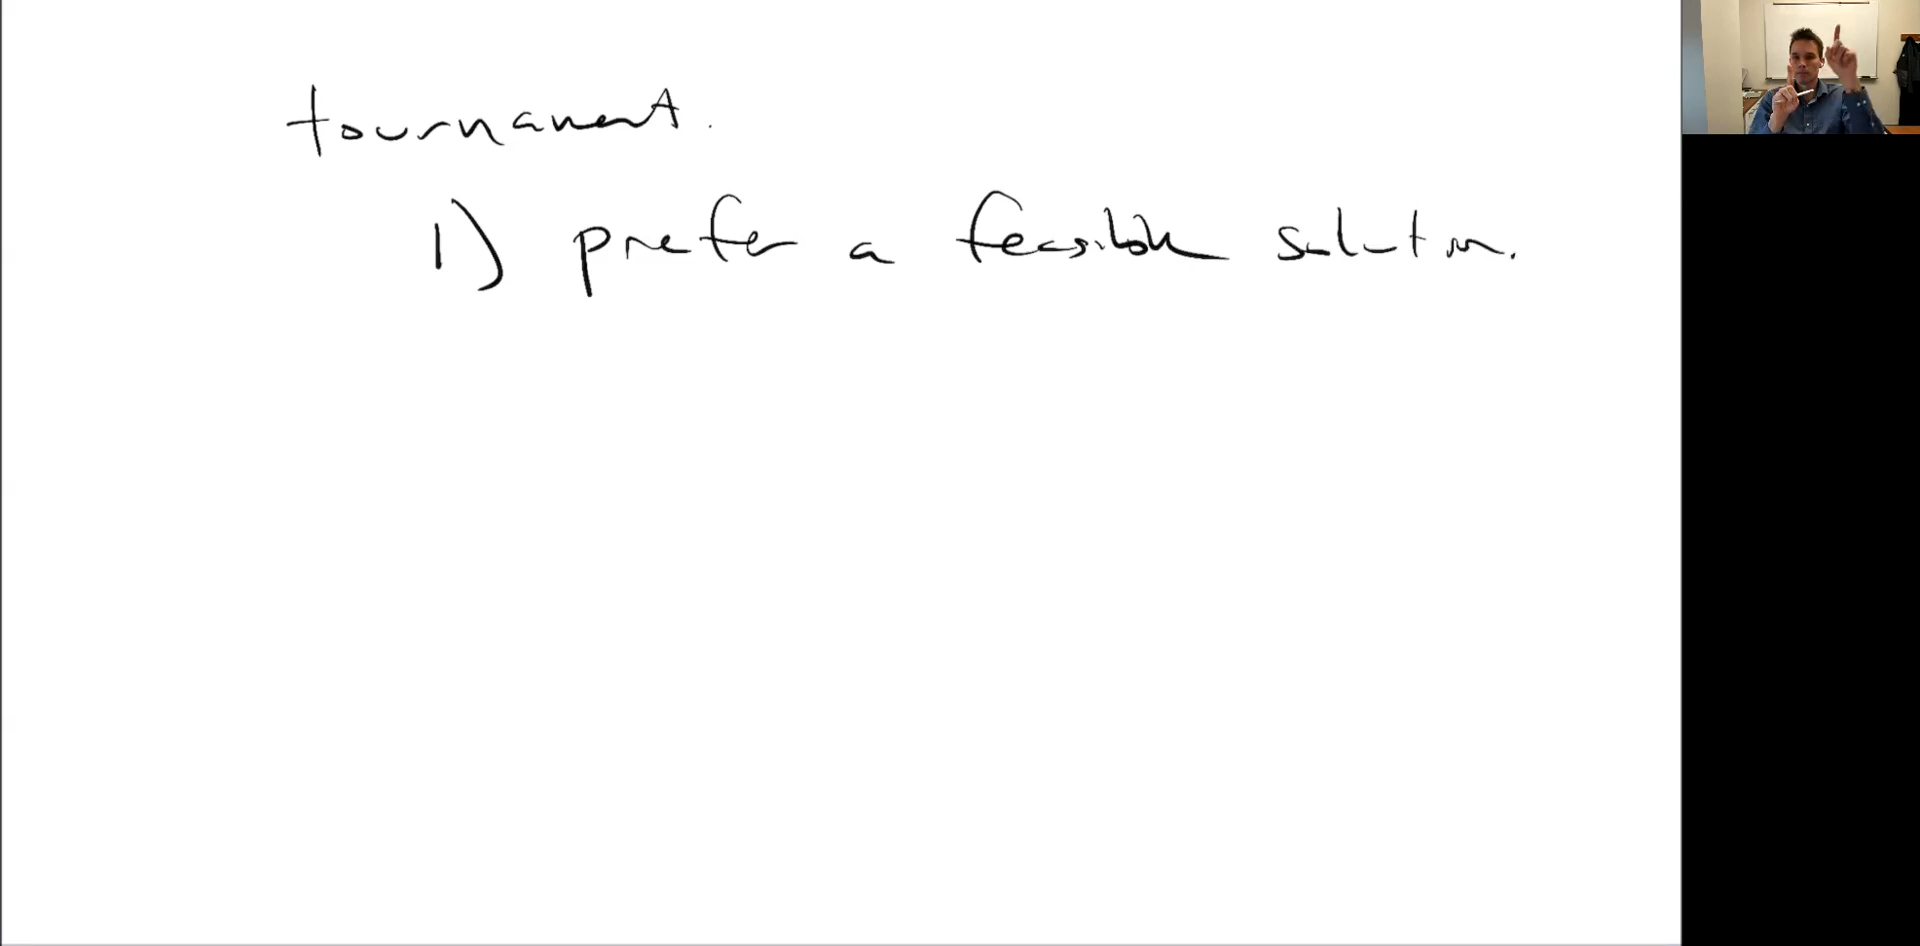 tournament.
1) prefer a feasible solution.